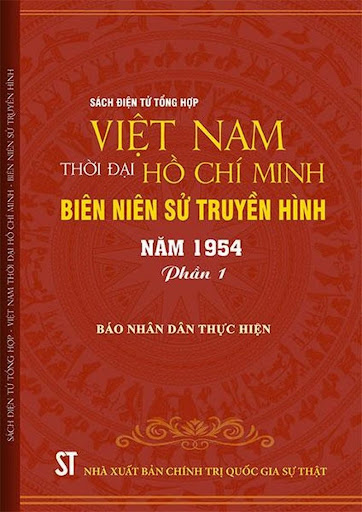 SÁCH ĐIỆN TỬ TỔNG HỢP - VIỆT NAM THỜI ĐẠI HỒ CHÍ MINH - BIÊN NIÊN SỬ TRUYỀN HÌNH
SÁCH ĐIỆN TỬ TỔNG HỢP
VIỆT NAM
THỜI ĐẠI HỒ CHÍ MINH
BIÊN NIÊN SỬ TRUYỀN HÌNH
NĂM 1954
Phần 1
BÁO NHÂN DÂN THỰC HIỆN
ST NHÀ XUẤT BẢN CHÍNH TRỊ QUỐC GIA SỰ THẬT